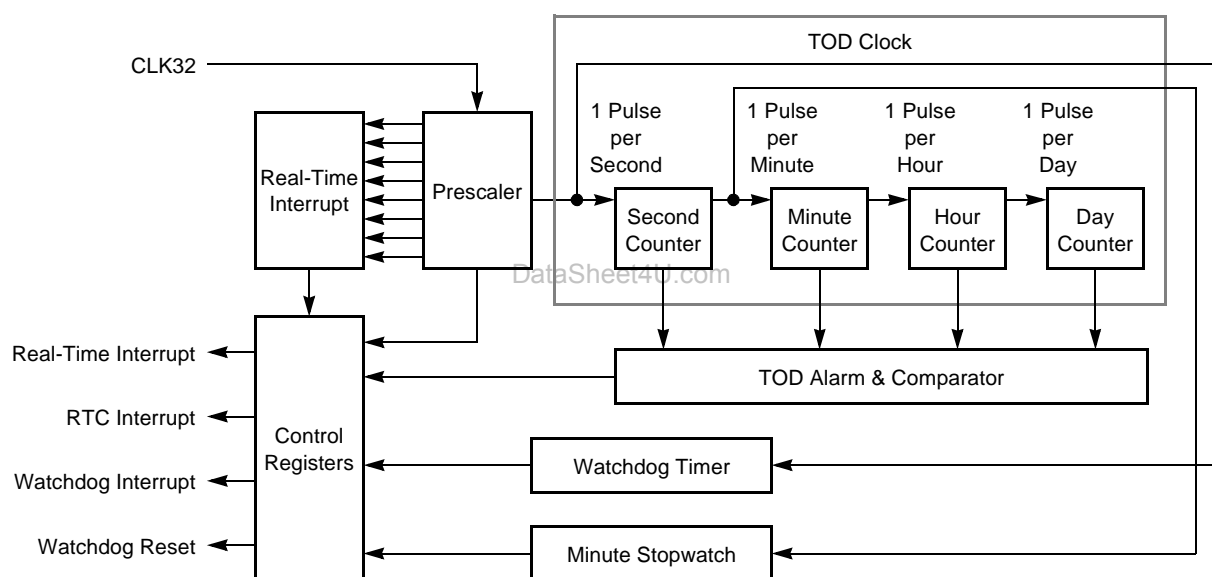 TOD Clock
CLK32
1 Pulse
per
Second
1 Pulse
per
Minute
1 Pulse
per
Hour
1 Pulse
per
Day
Real-Time
Interrupt
Prescaler
Second
Counter
Minute
Counter
Hour
Counter
Day
Counter
DataSheet4U.com
Real-Time Interrupt
RTC Interrupt
Watchdog Interrupt
Watchdog Reset
Control
Registers
TOD Alarm & Comparator
Watchdog Timer
Minute Stopwatch